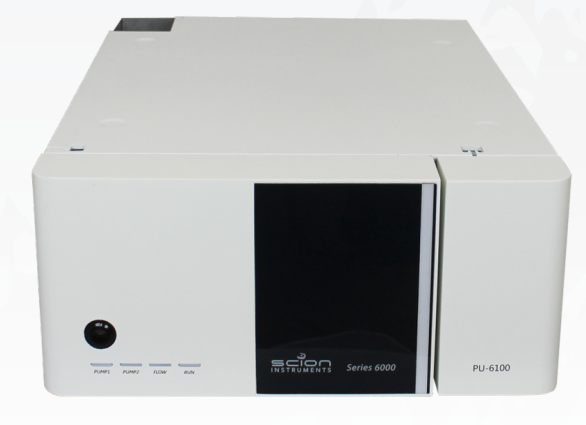 scion
INSTRUMENTS
Series 6000
PUMP1 PUMP2 FLOW RUN
PU-6100